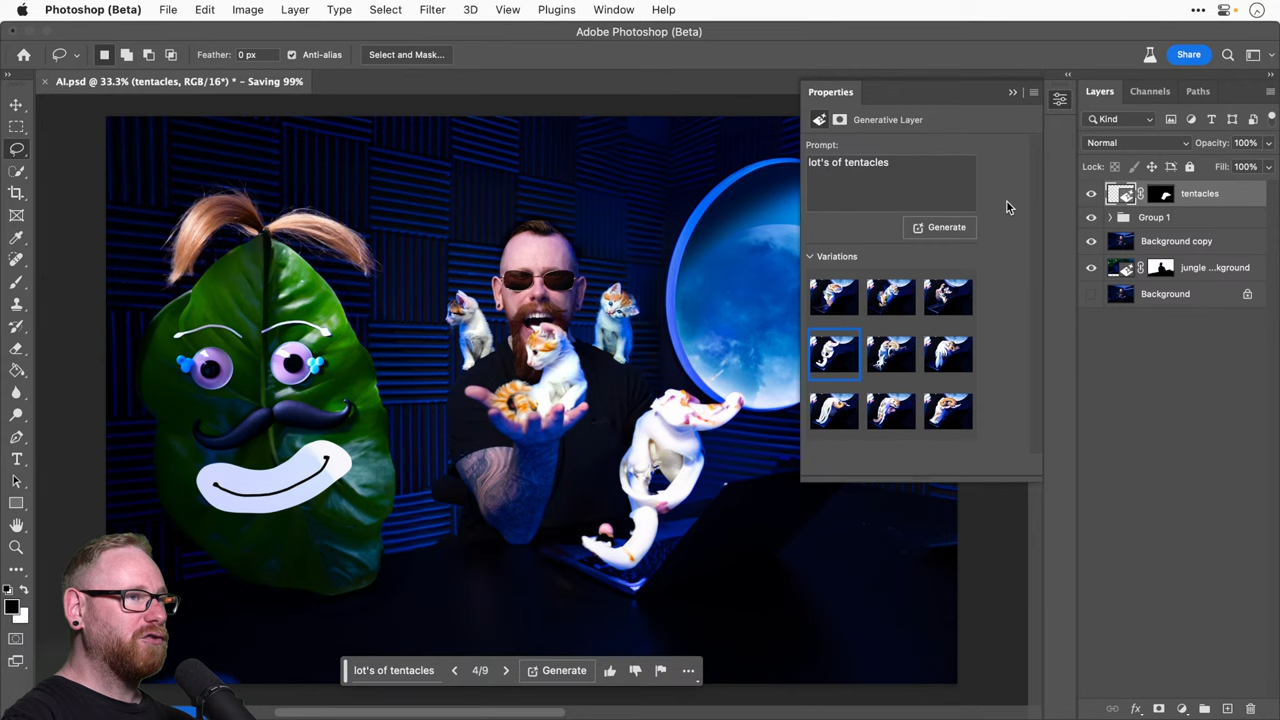 Photoshop (Beta) File Edit Image Layer Type Select Filter 3D View Plugins Window Help
Adobe Photoshop (Beta)
Feather: 0 px Anti-alias Select and Mask... Share
AI.psd @ 33.3% (tentacles, RGB/16*) * – Saving 99%
Properties
Generative Layer
Prompt:
lot's of tentacles
Generate
Variations
Layers Channels Paths
Kind
Normal Opacity: 100%
Lock: Fill: 100%
tentacles
Group 1
Background copy
jungle ...kground
Background
lot's of tentacles 4/9 Generate